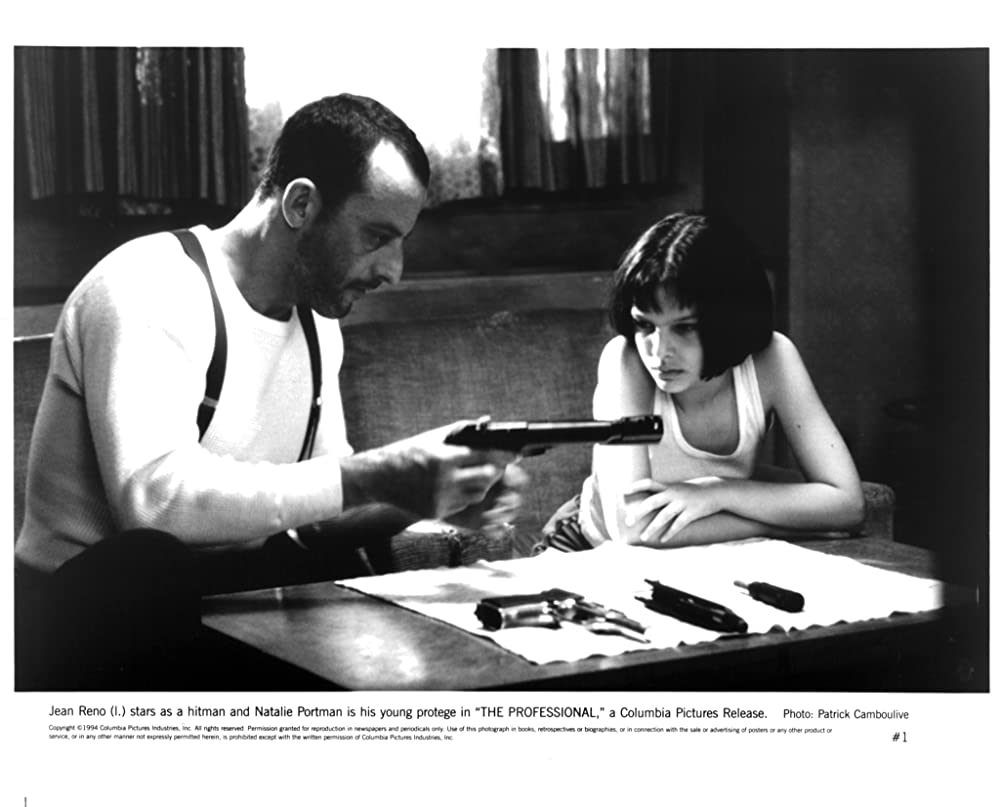 Jean Reno (l.) stars as a hitman and Natalie Portman is his young protege in "THE PROFESSIONAL," a Columbia Pictures Release. Photo: Patrick Camboulive
Copyright ©1994 Columbia Pictures Industries, Inc. All rights reserved. Permission granted for reproduction in newspapers and periodicals only. Use of this photograph in books, retrospectives or biographies, or in connection with the sale or advertising of posters or any other product or
service, or in any other manner not expressly permitted herein, is prohibited except with the written permission of Columbia Pictures Industries, Inc.
#1